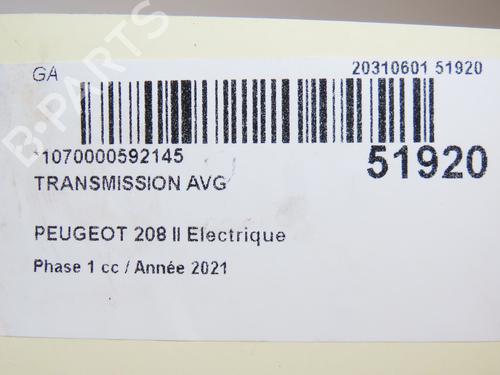 B-PARTS
GA
20310601 51920
*1070000592145
51920
TRANSMISSION AVG
PEUGEOT 208 II Electrique
Phase 1 cc / Année 2021